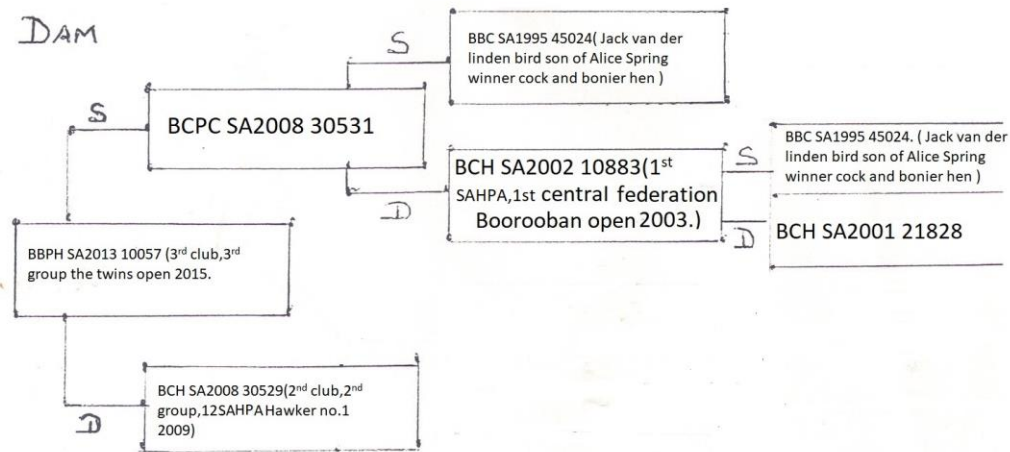 DAM
S
BBC SA1995 45024( Jack van der
linden bird son of Alice Spring
winner cock and bonier hen )
S
BCPC SA2008 30531
BBC SA1995 45024. ( Jack van der
linden bird son of Alice Spring
winner cock and bonier hen )
S
BCH SA2002 10883(1st
SAHPA,1st central federation
Boorooban open 2003.)
D
D
BCH SA2001 21828
BBPH SA2013 10057 (3rd club,3rd
group the twins open 2015.
BCH SA2008 30529(2nd club,2nd
group,12SAHPA Hawker no.1
2009)
D